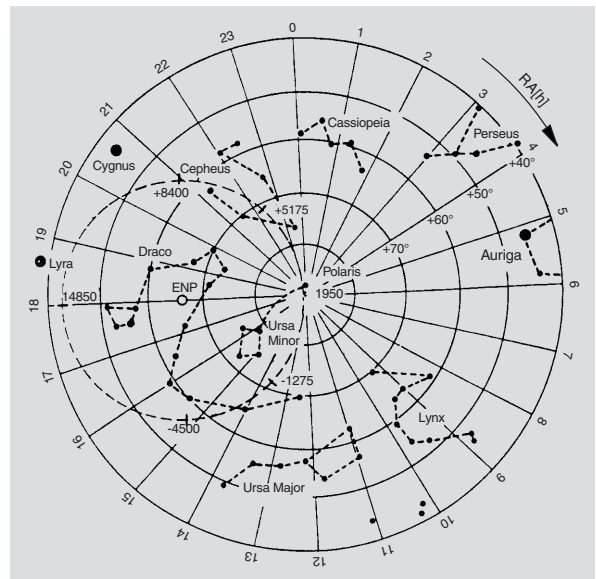 0
23
1
22
2
RA[h]
21
3
Cassiopeia
Perseus
4
+40°
Cygnus
Cepheus
20
+8400
+50°
+5175
+60°
5
19
Draco
+70°
Auriga
Lyra
ENP
Polaris
18
14850
1950
6
Ursa
Minor
17
7
-1275
16
-4500
Lynx
8
15
Ursa Major
9
14
10
13
11
12